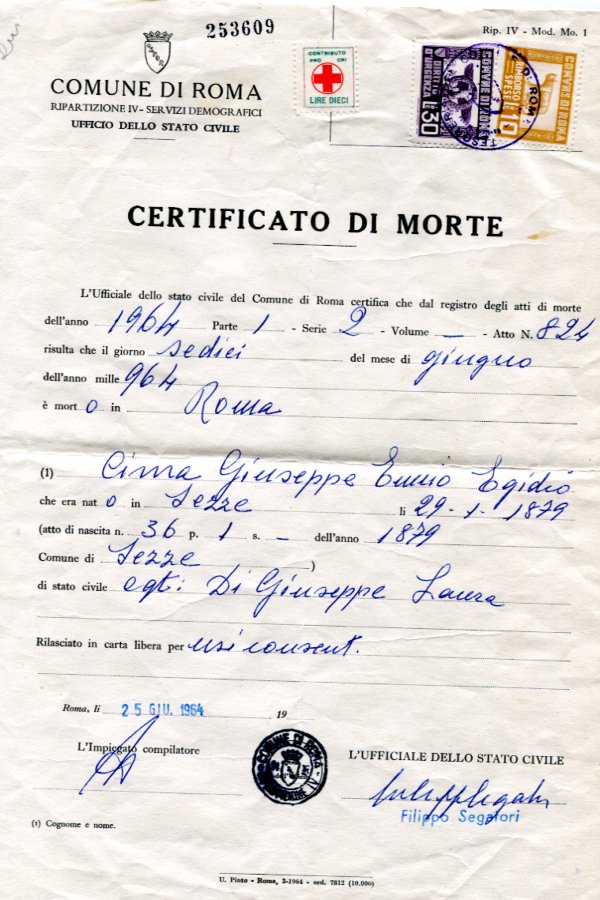 253609
Rip. IV - Mod. Mo. 1
COMUNE DI ROMA
RIPARTIZIONE IV - SERVIZI DEMOGRAFICI
UFFICIO DELLO STATO CIVILE
CONTRIBUTO
PRO CRI
LIRE DIECI
COMUNE DI ROMA
DIRITTO D'URGENZA
L.30
COMUNE DI ROMA
RIMBORSO SPESE
L.10
CERTIFICATO DI MORTE
L'Ufficiale dello stato civile del Comune di Roma certifica che dal registro degli atti di morte
dell'anno 1964 Parte 1 - Serie 2 - Volume — - Atto N. 824
risulta che il giorno sedici del mese di giugno
dell'anno mille 964
è mort o in Roma
(1) Cima Giuseppe Ennio Egidio
che era nat o in Sezze li 29-1-1879
(atto di nascita n. 36 p. 1 s. — dell'anno 1879
Comune di Sezze )
di stato civile cgt: Di Giuseppe Laura
Rilasciato in carta libera per usi consent.
Roma, li 25 GIU. 1964 19
L'Impiegato compilatore
COMUNE DI ROMA
L'UFFICIALE DELLO STATO CIVILE
Filippo Segatori
(1) Cognome e nome.
U. Pinto - Roma, 3-1964 - ord. 7812 (10.000)